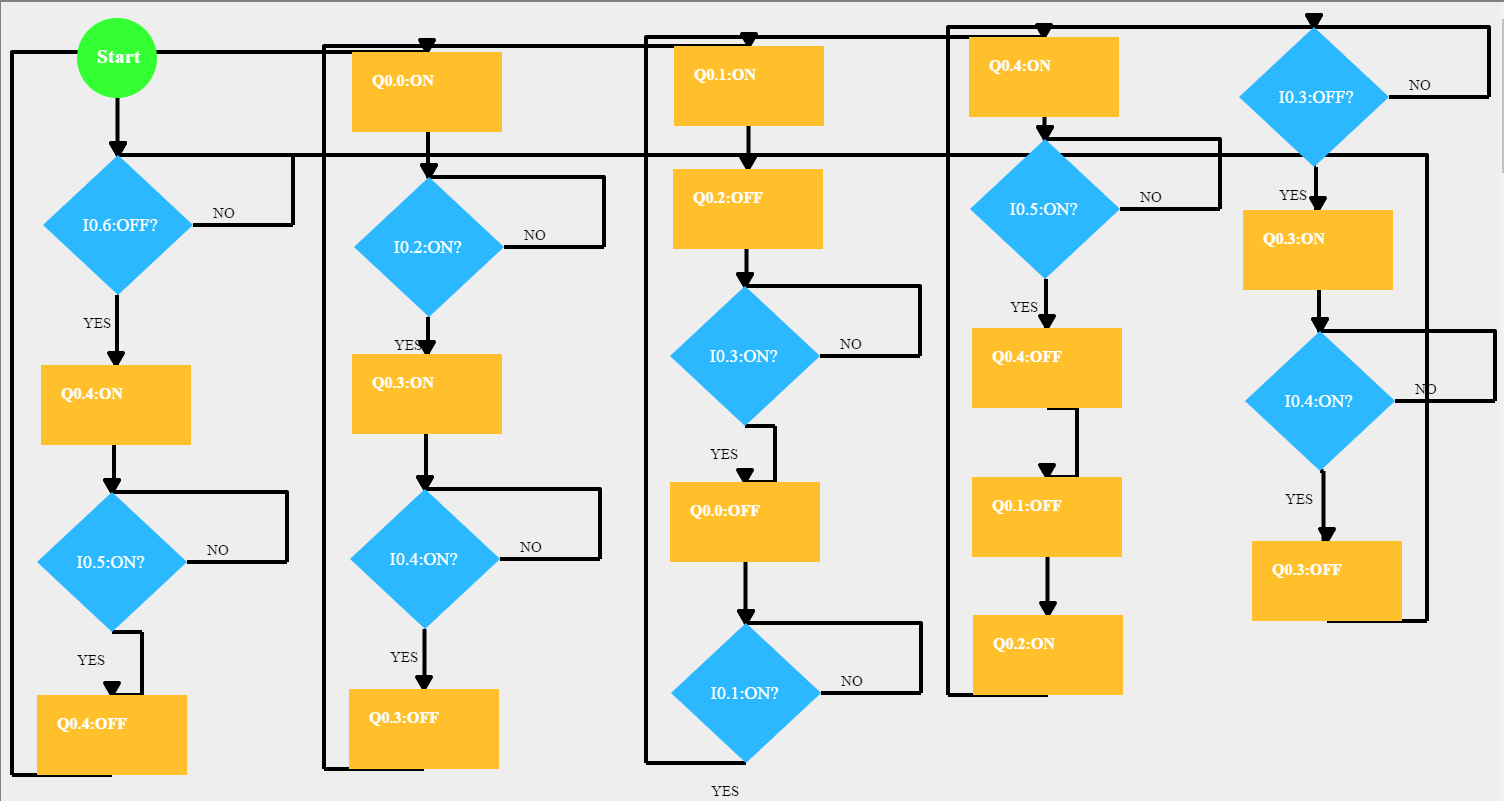 Start
I0.6:OFF?
NO
YES
Q0.4:ON
I0.5:ON?
NO
YES
Q0.4:OFF
Q0.0:ON
I0.2:ON?
NO
YES
Q0.3:ON
I0.4:ON?
NO
YES
Q0.3:OFF
Q0.1:ON
Q0.2:OFF
I0.3:ON?
NO
YES
Q0.0:OFF
I0.1:ON?
NO
YES
Q0.4:ON
I0.5:ON?
NO
YES
Q0.4:OFF
Q0.1:OFF
Q0.2:ON
I0.3:OFF?
NO
YES
Q0.3:ON
I0.4:ON?
NO
YES
Q0.3:OFF